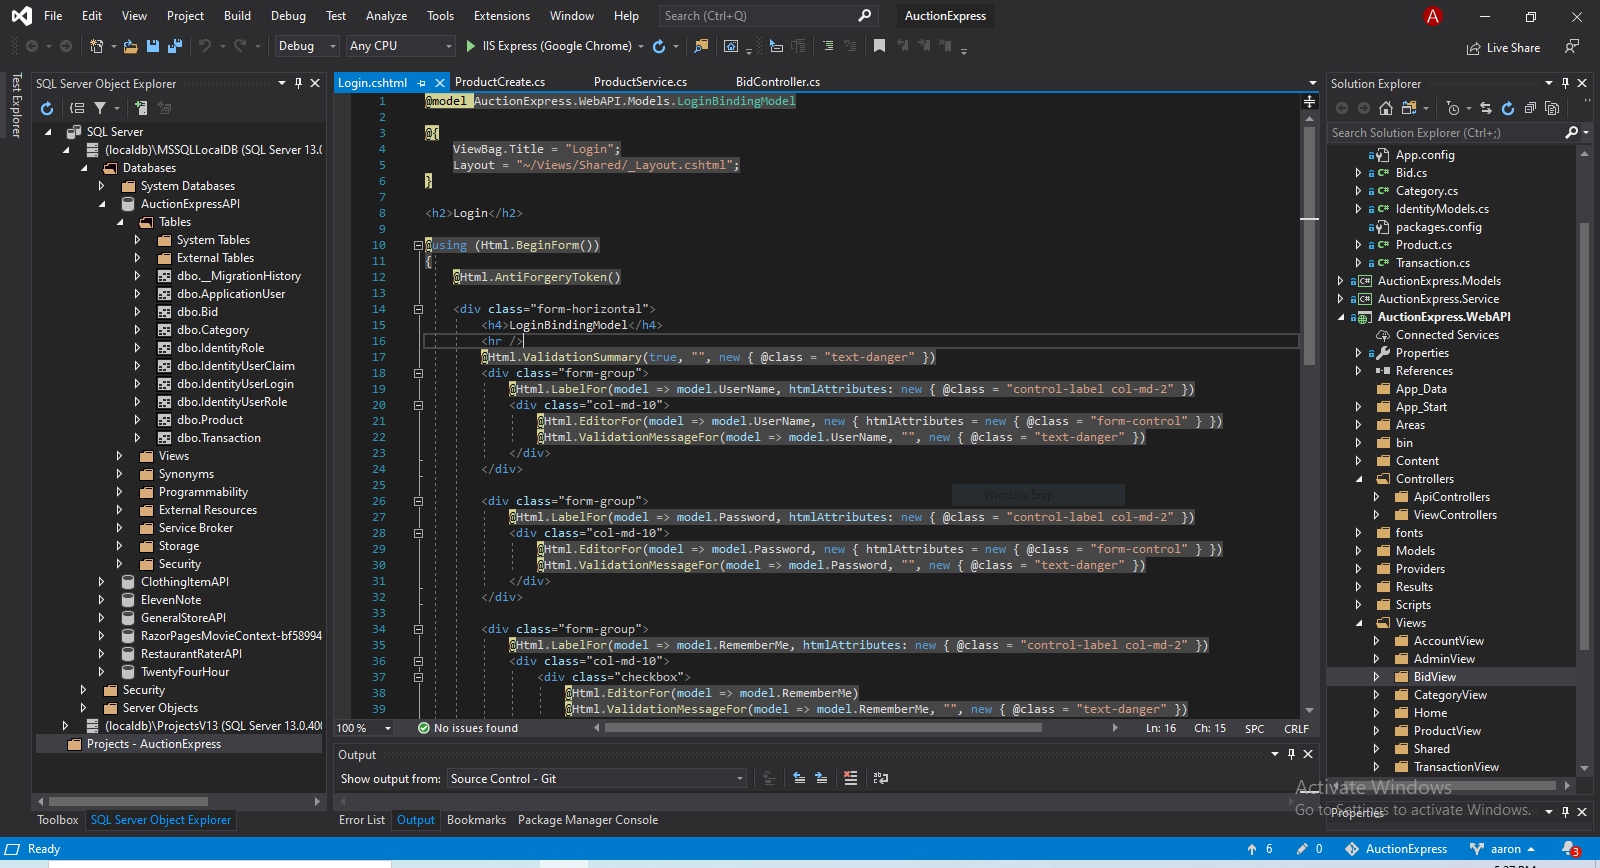 File Edit View Project Build Debug Test Analyze Tools Extensions Window Help Search (Ctrl+Q) AuctionExpress A
Debug Any CPU IIS Express (Google Chrome) Live Share
Test Explorer
SQL Server Object Explorer
SQL Server
(localdb)\MSSQLLocalDB (SQL Server 13.0
Databases
System Databases
AuctionExpressAPI
Tables
System Tables
External Tables
dbo.__MigrationHistory
dbo.ApplicationUser
dbo.Bid
dbo.Category
dbo.IdentityRole
dbo.IdentityUserClaim
dbo.IdentityUserLogin
dbo.IdentityUserRole
dbo.Product
dbo.Transaction
Views
Synonyms
Programmability
External Resources
Service Broker
Storage
Security
ClothingItemAPI
ElevenNote
GeneralStoreAPI
RazorPagesMovieContext-bf58994
RestaurantRaterAPI
TwentyFourHour
Security
Server Objects
(localdb)\ProjectsV13 (SQL Server 13.0.400
Projects - AuctionExpress
Toolbox SQL Server Object Explorer
Login.cshtml ProductCreate.cs ProductService.cs BidController.cs
1 @model AuctionExpress.WebAPI.Models.LoginBindingModel
2
3 @{
4 ViewBag.Title = "Login";
5 Layout = "~/Views/Shared/_Layout.cshtml";
6 }
7
8 <h2>Login</h2>
9
10 @using (Html.BeginForm())
11 {
12 @Html.AntiForgeryToken()
13
14 <div class="form-horizontal">
15 <h4>LoginBindingModel</h4>
16 <hr />
17 @Html.ValidationSummary(true, "", new { @class = "text-danger" })
18 <div class="form-group">
19 @Html.LabelFor(model => model.UserName, htmlAttributes: new { @class = "control-label col-md-2" })
20 <div class="col-md-10">
21 @Html.EditorFor(model => model.UserName, new { htmlAttributes = new { @class = "form-control" } })
22 @Html.ValidationMessageFor(model => model.UserName, "", new { @class = "text-danger" })
23 </div>
24 </div>
25
26 <div class="form-group">
27 @Html.LabelFor(model => model.Password, htmlAttributes: new { @class = "control-label col-md-2" })
28 <div class="col-md-10">
29 @Html.EditorFor(model => model.Password, new { htmlAttributes = new { @class = "form-control" } })
30 @Html.ValidationMessageFor(model => model.Password, "", new { @class = "text-danger" })
31 </div>
32 </div>
33
34 <div class="form-group">
35 @Html.LabelFor(model => model.RememberMe, htmlAttributes: new { @class = "control-label col-md-2" })
36 <div class="col-md-10">
37 <div class="checkbox">
38 @Html.EditorFor(model => model.RememberMe)
39 @Html.ValidationMessageFor(model => model.RememberMe, "", new { @class = "text-danger" })
Window Snip
100 % No issues found Ln: 16 Ch: 15 SPC CRLF
Output
Show output from: Source Control - Git
Error List Output Bookmarks Package Manager Console
Solution Explorer
Search Solution Explorer (Ctrl+;)
App.config
C# Bid.cs
C# Category.cs
C# IdentityModels.cs
packages.config
C# Product.cs
C# Transaction.cs
C# AuctionExpress.Models
C# AuctionExpress.Service
AuctionExpress.WebAPI
Connected Services
Properties
References
App_Data
App_Start
Areas
bin
Content
Controllers
ApiControllers
ViewControllers
fonts
Models
Providers
Results
Scripts
Views
AccountView
AdminView
BidView
CategoryView
Home
ProductView
Shared
TransactionView
Activate Windows
Go to Settings to activate Windows.
Properties
Ready 6 0 AuctionExpress aaron 3